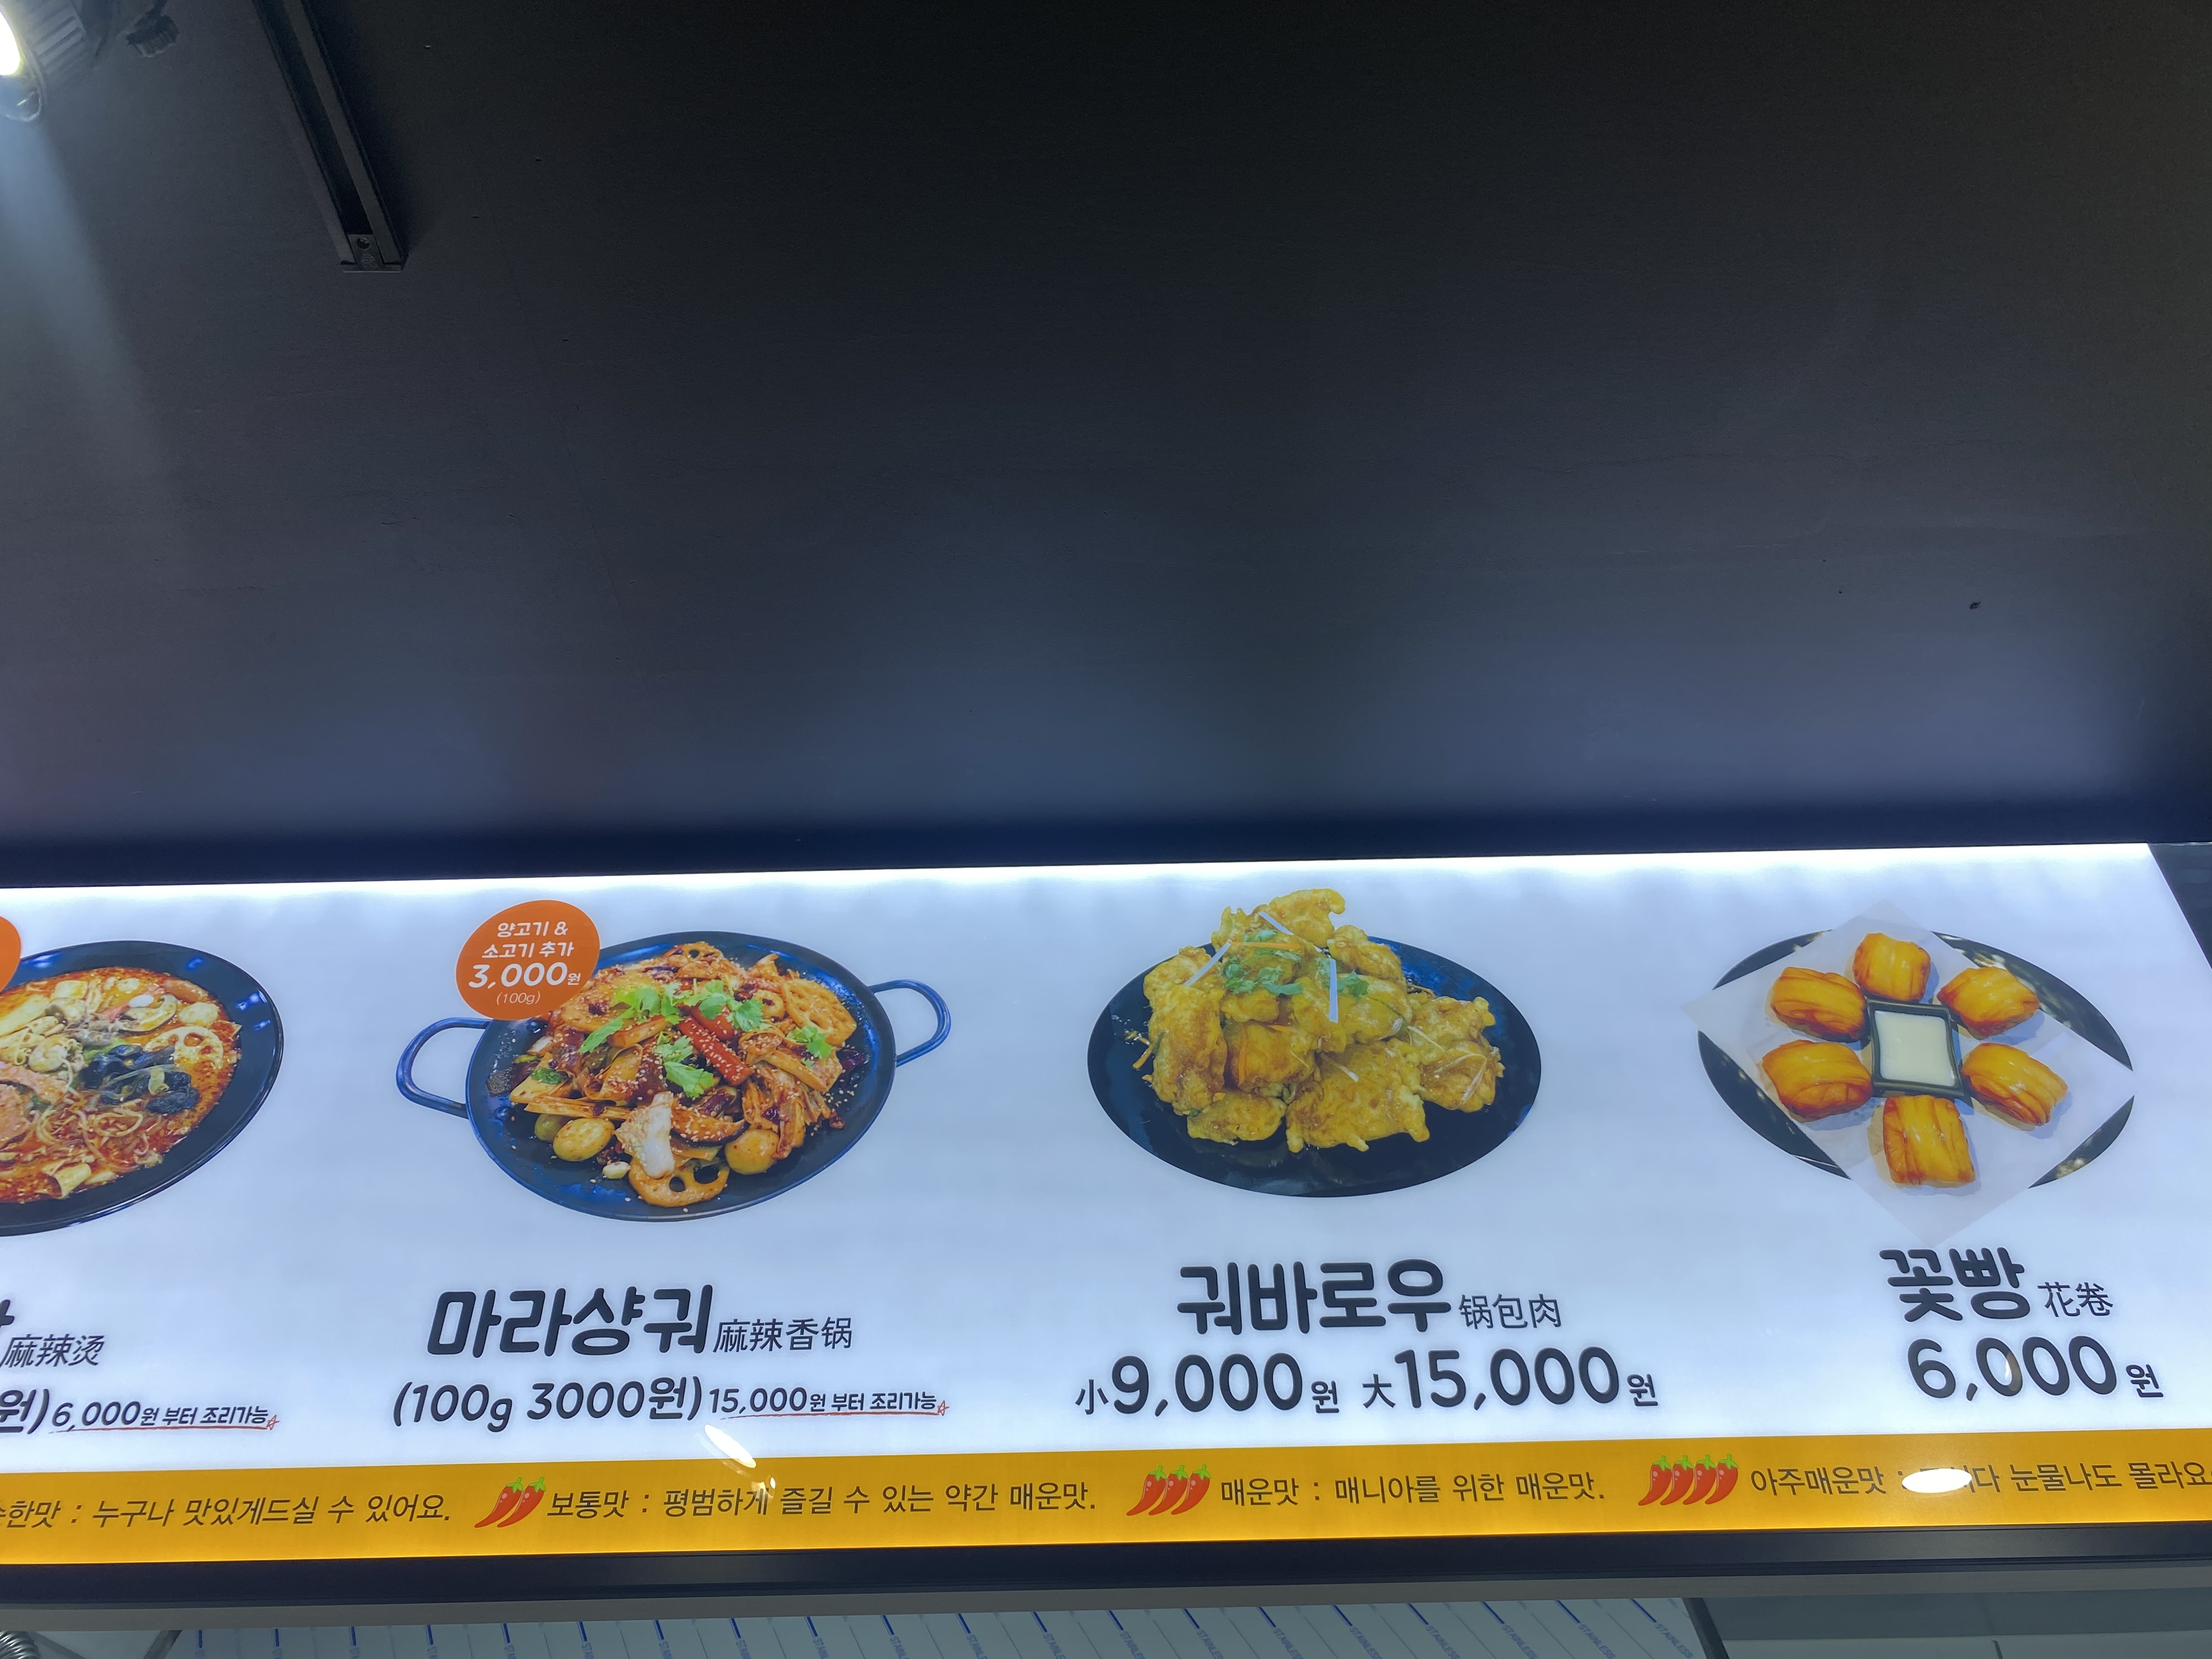 양고기 &
소고기 추가
3,000원
(100g)
麻辣烫
원) 6,000원 부터 조리가능
마라샹궈 麻辣香锅
(100g 3000원) 15,000원 부터 조리가능
궈바로우 锅包肉
小 9,000원 大 15,000원
꽃빵 花卷
6,000원
한맛 : 누구나 맛있게드실 수 있어요.
보통맛 : 평범하게 즐길 수 있는 약간 매운맛.
매운맛 : 매니아를 위한 매운맛.
아주매운맛 : 눈물나도 몰라요